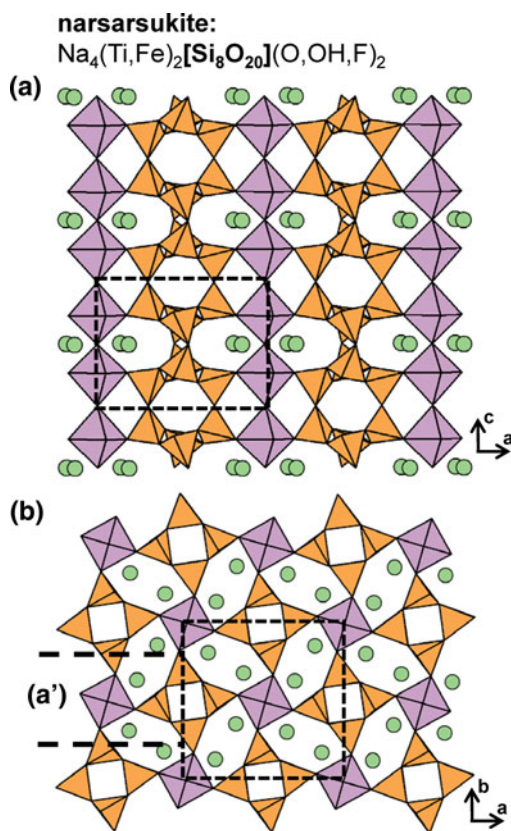 narsarsukite:
Na₄(Ti,Fe)₂[Si₈O₂₀](O,OH,F)₂
(a)
c
a
(b)
(a')
b
a